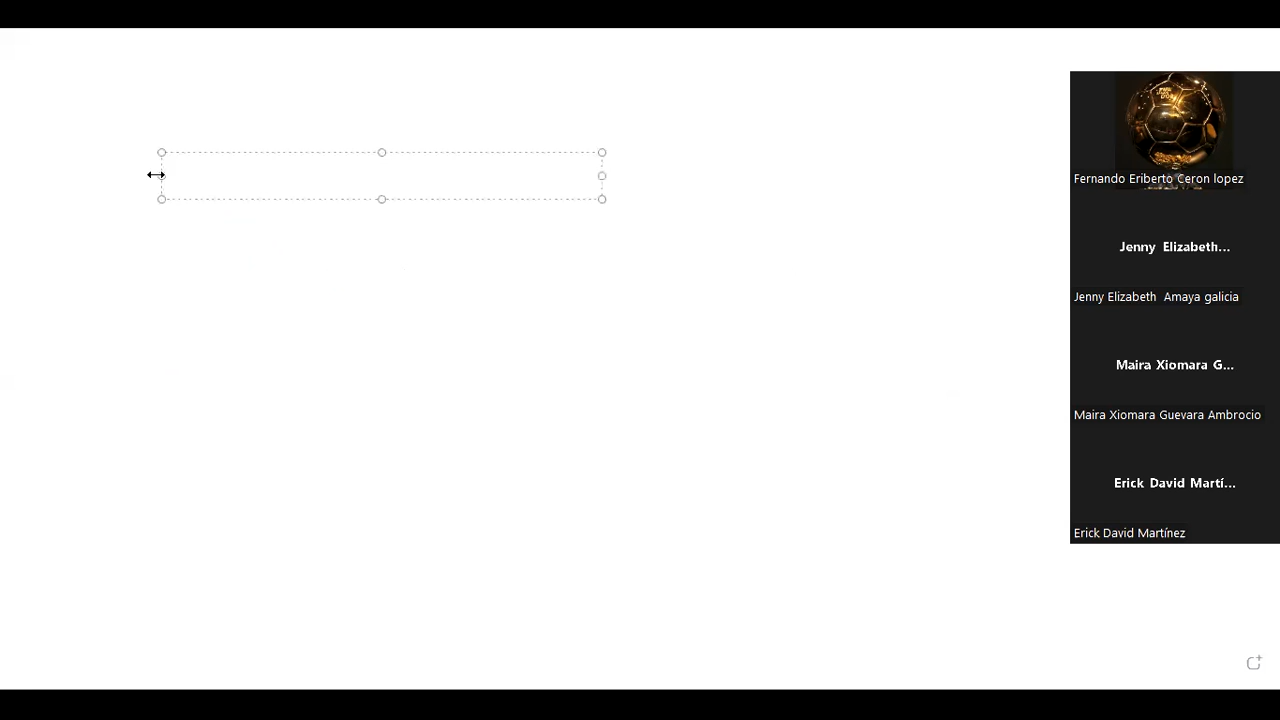 Fernando Eriberto Ceron lopez
Jenny Elizabeth...
Jenny Elizabeth Amaya galicia
Maira Xiomara G...
Maira Xiomara Guevara Ambrocio
Erick David Martí...
Erick David Martínez